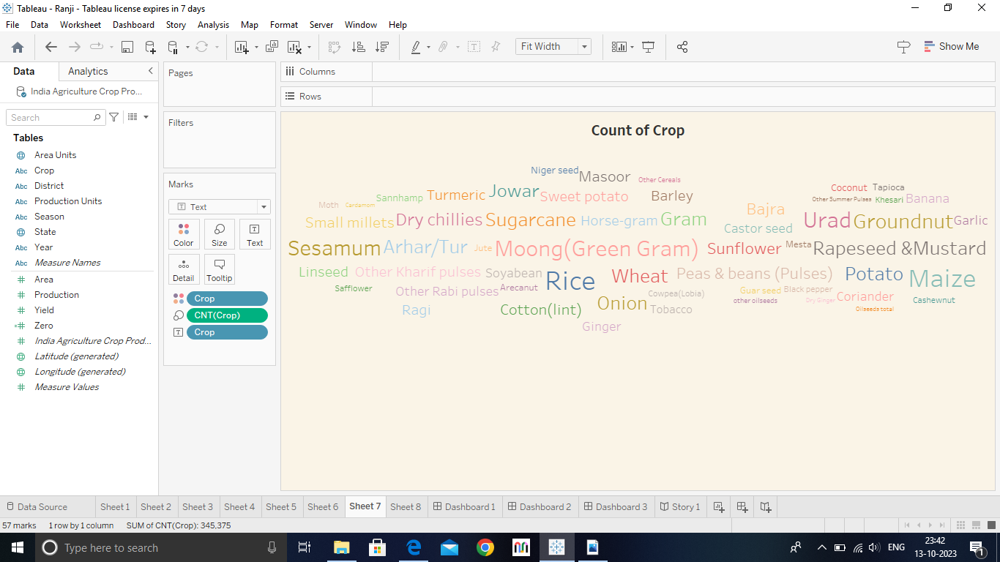 Tableau - Ranji - Tableau license expires in 7 days
File Data Worksheet Dashboard Story Analysis Map Format Server Window Help
Fit Width
Show Me
Data Analytics
India Agriculture Crop Pro...
Search
Tables
Area Units
Abc Crop
Abc District
Abc Production Units
Abc Season
State
Abc Year
Abc Measure Names
Area
Production
Yield
Zero
India Agriculture Crop Prod...
Latitude (generated)
Longitude (generated)
Measure Values
Pages
Filters
Marks
Text
Color Size Text
Detail Tooltip
Crop
CNT(Crop)
Crop
Columns
Rows
Count of Crop
Niger seed Masoor Other Cereals
Coconut Tapioca
Moth Cardamom Sannhamp Turmeric Jowar Sweet potato Barley Other Summer Pulses Khesari Banana
Small millets Dry chillies Sugarcane Horse-gram Gram Bajra Castor seed Urad Groundnut Garlic
Sesamum Arhar/Tur Jute Moong(Green Gram) Sunflower Mesta Rapeseed &Mustard
Linseed Other Kharif pulses Soyabean Rice Wheat Peas & beans (Pulses) Potato Maize
Safflower Other Rabi pulses Arecanut Cowpea(Lobia) Guar seed Black pepper
other oilseeds Dry Ginger Coriander Cashewnut
Ragi Cotton(lint) Onion Tobacco Oilseeds total
Ginger
Data Source Sheet 1 Sheet 2 Sheet 3 Sheet 4 Sheet 5 Sheet 6 Sheet 7 Sheet 8 Dashboard 1 Dashboard 2 Dashboard 3 Story 1
57 marks 1 row by 1 column SUM of CNT(Crop): 345,375
Type here to search
ENG
23:42
13-10-2023
1